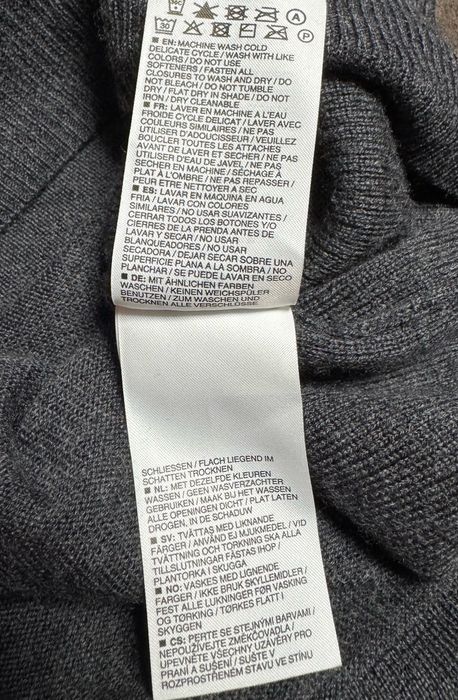 A
30 P
■ EN: MACHINE WASH COLD
DELICATE CYCLE / WASH WITH LIKE
COLORS / DO NOT USE
SOFTENERS / FASTEN ALL
CLOSURES TO WASH AND DRY / DO
NOT BLEACH / DO NOT TUMBLE
DRY / FLAT DRY IN SHADE / DO NOT
IRON / DRY CLEANABLE
■ FR: LAVER EN MACHINE A L'EAU
FROIDE CYCLE DELICAT / LAVER AVEC
COULEURS SIMILAIRES / NE PAS
UTILISER D'ADOUCISSEUR / VEUILLEZ
BOUCLER TOUTES LES ATTACHES
AVANT DE LAVER ET SECHER / NE PAS
UTILISER D'EAU DE JAVEL / NE PAS
SECHER EN MACHINE / SÉCHAGE A
PLAT À L'OMBRE / NE PAS REPASSER /
PEUX ETRE NETTOYER A SEC
■ ES: LAVAR EN MAQUINA EN AGUA
FRIA / LAVAR CON COLORES
SIMILARES / NO USAR SUAVIZANTES /
CERRAR TODO LOS BOTONES Y/O
CIERRES DE LA PRENDA ANTES DE
LAVAR Y SECAR / NO USAR
BLANQUEADORES / NO USAR
SECADORA / DEJAR SECAR SOBRE UNA
SUPERFICIE PLANA A LA SOMBRA / NO
PLANCHAR / SE PUEDE LAVAR EN SECO
■ DE: MIT ÄHNLICHEN FARBEN
WASCHEN / KEINEN WEICHSPÜLER
BENUTZEN / ZUM WASCHEN UND
TROCKNEN ALLE VERSCHLÜSSE
SCHLIESSEN / FLACH LIEGEND IM
SCHATTEN TROCKNEN
■ NL: MET DEZELFDE KLEUREN
WASSEN / GEEN WASVERZACHTER
GEBRUIKEN / MAAK BIJ HET WASSEN
ALLE OPENINGEN DICHT / PLAT LATEN
DROGEN, IN DE SCHADUW
■ SV: TVÄTTAS MED LIKNANDE
FÄRGER / ANVÄND EJ MJUKMEDEL / VID
TVÄTTNING OCH TORKNING SKA ALLA
TILLSLUTNINGAR FÄSTAS IHOP /
PLANTORKA I SKUGGA
■ NO: VASKES MED LIGNENDE
FARGER / IKKE BRUK SKYLLEMIDLER /
FEST ALLE LUKNINGER FØR VASKING
OG TØRKING / TØRKES FLATT I
SKYGGEN
■ CS: PERTE SE STEJNÝMI BARVAMI /
NEPOUŽÍVEJTE ZMĚKČOVADLA /
UPEVNĚTE VŠECHNY UZÁVĚRY PRO
PRANÍ A SUŠENÍ / SUŠTE V
ROZPROSTŘENÉM STAVU VE STÍNU